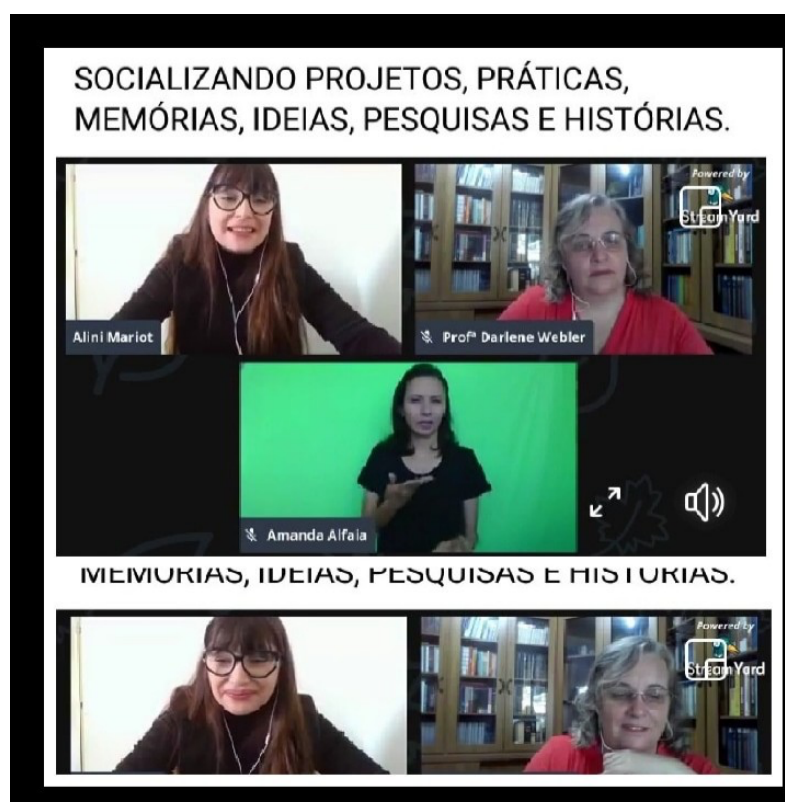 SOCIALIZANDO PROJETOS, PRÁTICAS,
MEMÓRIAS, IDEIAS, PESQUISAS E HISTÓRIAS.
Powered by
StreamYard
Alini Mariot
Profª Darlene Webler
Amanda Alfaia
MEMÓRIAS, IDEIAS, PESQUISAS E HISTÓRIAS.
Powered by
StreamYard